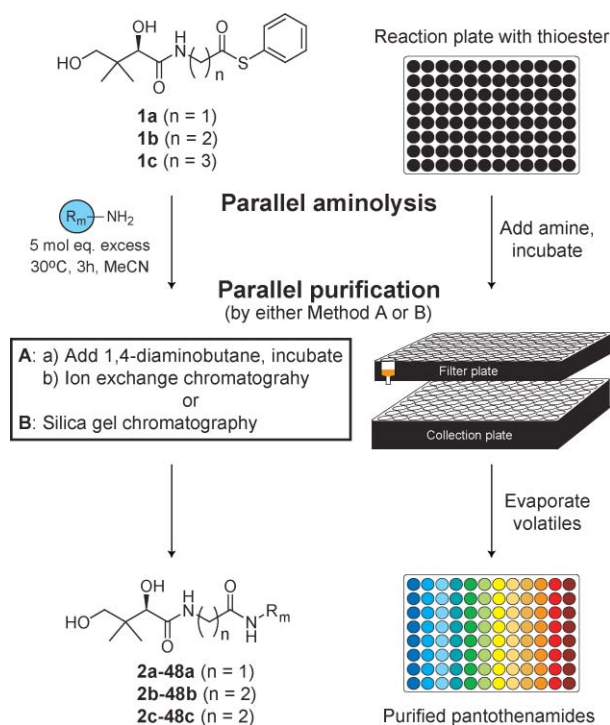 OH
HO
O
H
N
O
S
n
1a (n = 1)
1b (n = 2)
1c (n = 3)
Reaction plate with thioester
Parallel aminolysis
Rm NH2
5 mol eq. excess
30ºC, 3h, MeCN
Add amine,
incubate
Parallel purification
(by either Method A or B)
A: a) Add 1,4-diaminobutane, incubate
b) Ion exchange chromatograhy
or
B: Silica gel chromatography
Filter plate
Collection plate
Evaporate
volatiles
OH
HO
O
H
N
O
N
H
Rm
n
2a-48a (n = 1)
2b-48b (n = 2)
2c-48c (n = 2)
Purified pantothenamides